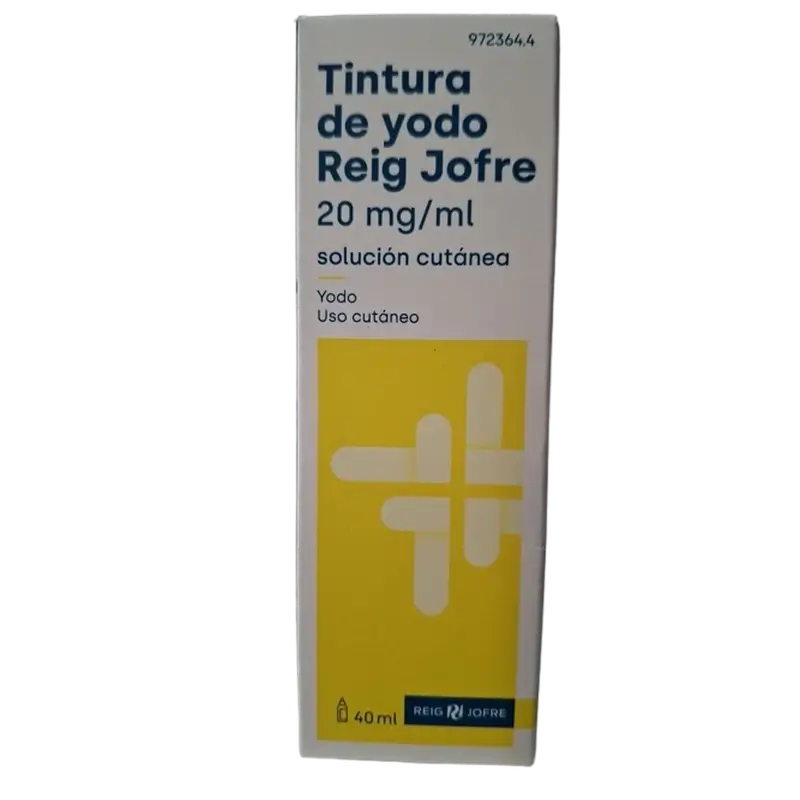 972364.4
Tintura
de yodo
Reig Jofre
20 mg/ml
solución cutánea
Yodo
Uso cutáneo
40 ml
REIG JOFRE